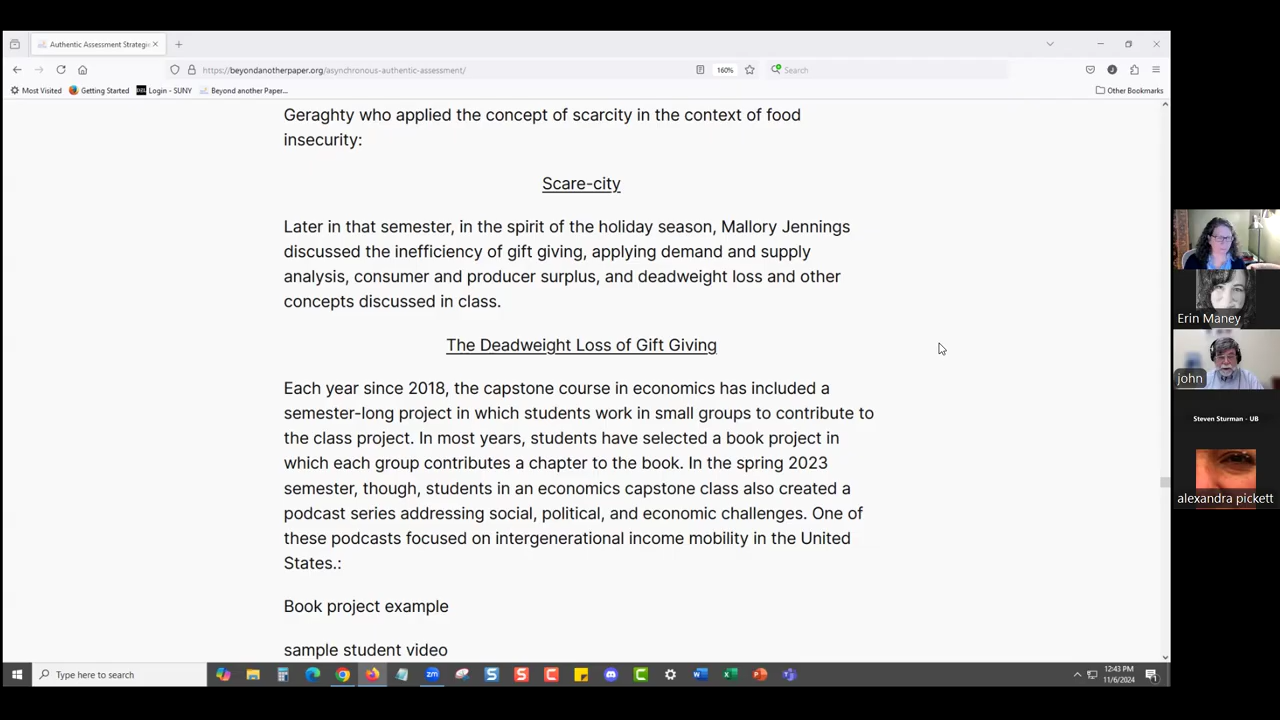 Authentic Assessment Strategi
https://beyondanotherpaper.org/asynchronous-authentic-assessment/
160%
Search
Most Visited
Getting Started
Login - SUNY
Beyond another Paper...
Other Bookmarks
Geraghty who applied the concept of scarcity in the context of food
insecurity:
Scare-city
Later in that semester, in the spirit of the holiday season, Mallory Jennings
discussed the inefficiency of gift giving, applying demand and supply
analysis, consumer and producer surplus, and deadweight loss and other
concepts discussed in class.
The Deadweight Loss of Gift Giving
Each year since 2018, the capstone course in economics has included a
semester-long project in which students work in small groups to contribute to
the class project. In most years, students have selected a book project in
which each group contributes a chapter to the book. In the spring 2023
semester, though, students in an economics capstone class also created a
podcast series addressing social, political, and economic challenges. One of
these podcasts focused on intergenerational income mobility in the United
States.:
Book project example
sample student video
Erin Maney
john
Steven Sturman - UB
alexandra pickett
Type here to search
12:43 PM
11/6/2024